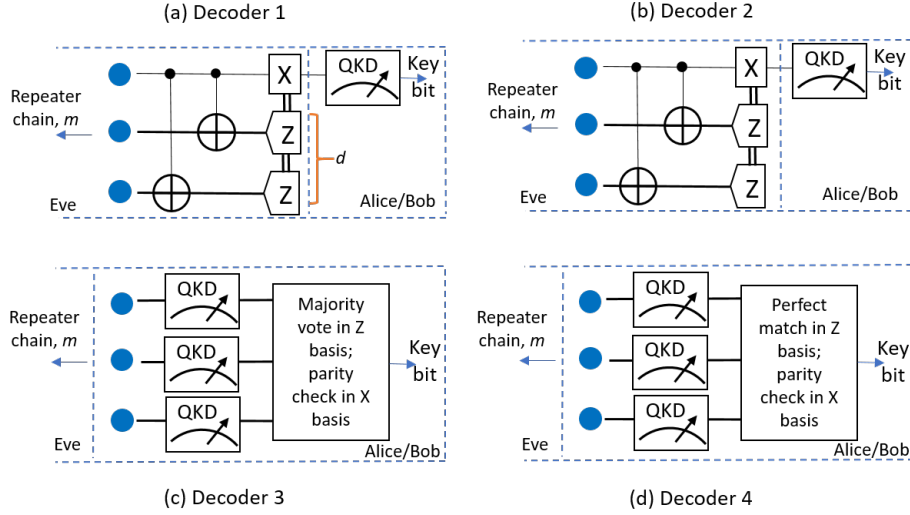 (a) Decoder 1
(b) Decoder 2
X
QKD
Key
bit
Repeater
chain, m
Z
d
Z
Eve
Alice/Bob
X
QKD
Key
bit
Repeater
chain, m
Z
Z
Eve
Alice/Bob
Repeater
chain, m
QKD
QKD
QKD
Majority
vote in Z
basis;
parity
check in X
basis
Key
bit
Eve
Alice/Bob
Repeater
chain, m
QKD
QKD
QKD
Perfect
match in Z
basis;
parity
check in X
basis
Key
bit
Eve
Alice/Bob
(c) Decoder 3
(d) Decoder 4